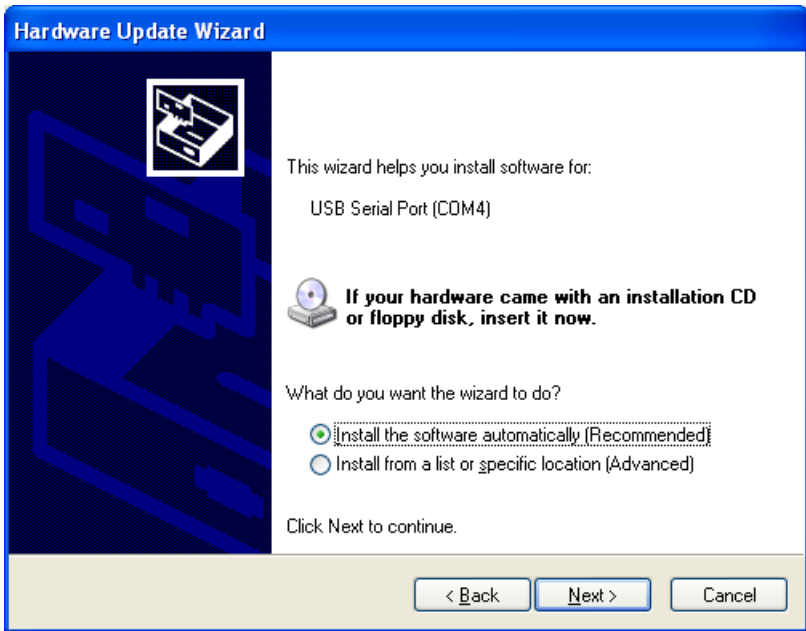 Hardware Update Wizard
This wizard helps you install software for:
USB Serial Port (COM4)
If your hardware came with an installation CD
or floppy disk, insert it now.
What do you want the wizard to do?
Install the software automatically (Recommended)
Install from a list or specific location (Advanced)
Click Next to continue.
< Back
Next >
Cancel